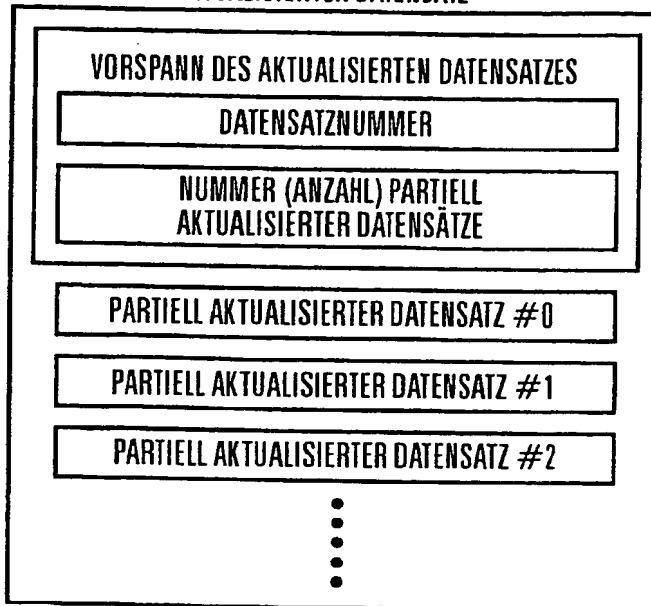 VORSPANN DES AKTUALISIERTEN DATENSATZES
DATENSATZNUMMER
NUMMER (ANZAHL) PARTIELL
AKTUALISIERTER DATENSÄTZE
PARTIELL AKTUALISIERTER DATENSATZ #0
PARTIELL AKTUALISIERTER DATENSATZ #1
PARTIELL AKTUALISIERTER DATENSATZ #2